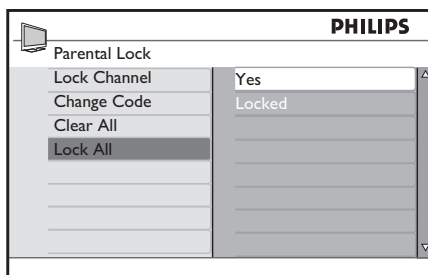 PHILIPS
Parental Lock
Lock Channel
Change Code
Clear All
Lock All
Yes
Locked